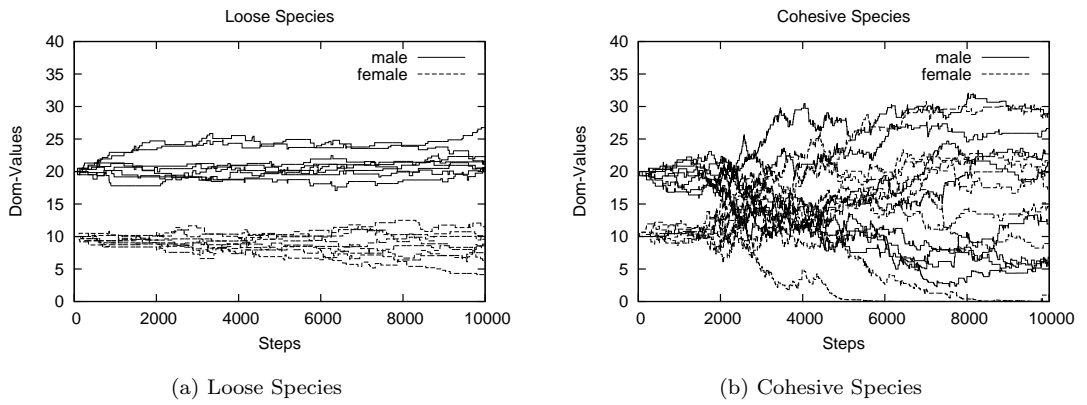 Loose Species
40
35
30
25
20
15
10
5
0
Dom-Values
male
female
0 2000 4000 6000 8000 10000
Steps
(a) Loose Species
Cohesive Species
40
35
30
25
20
15
10
5
0
Dom-Values
male
female
0 2000 4000 6000 8000 10000
Steps
(b) Cohesive Species